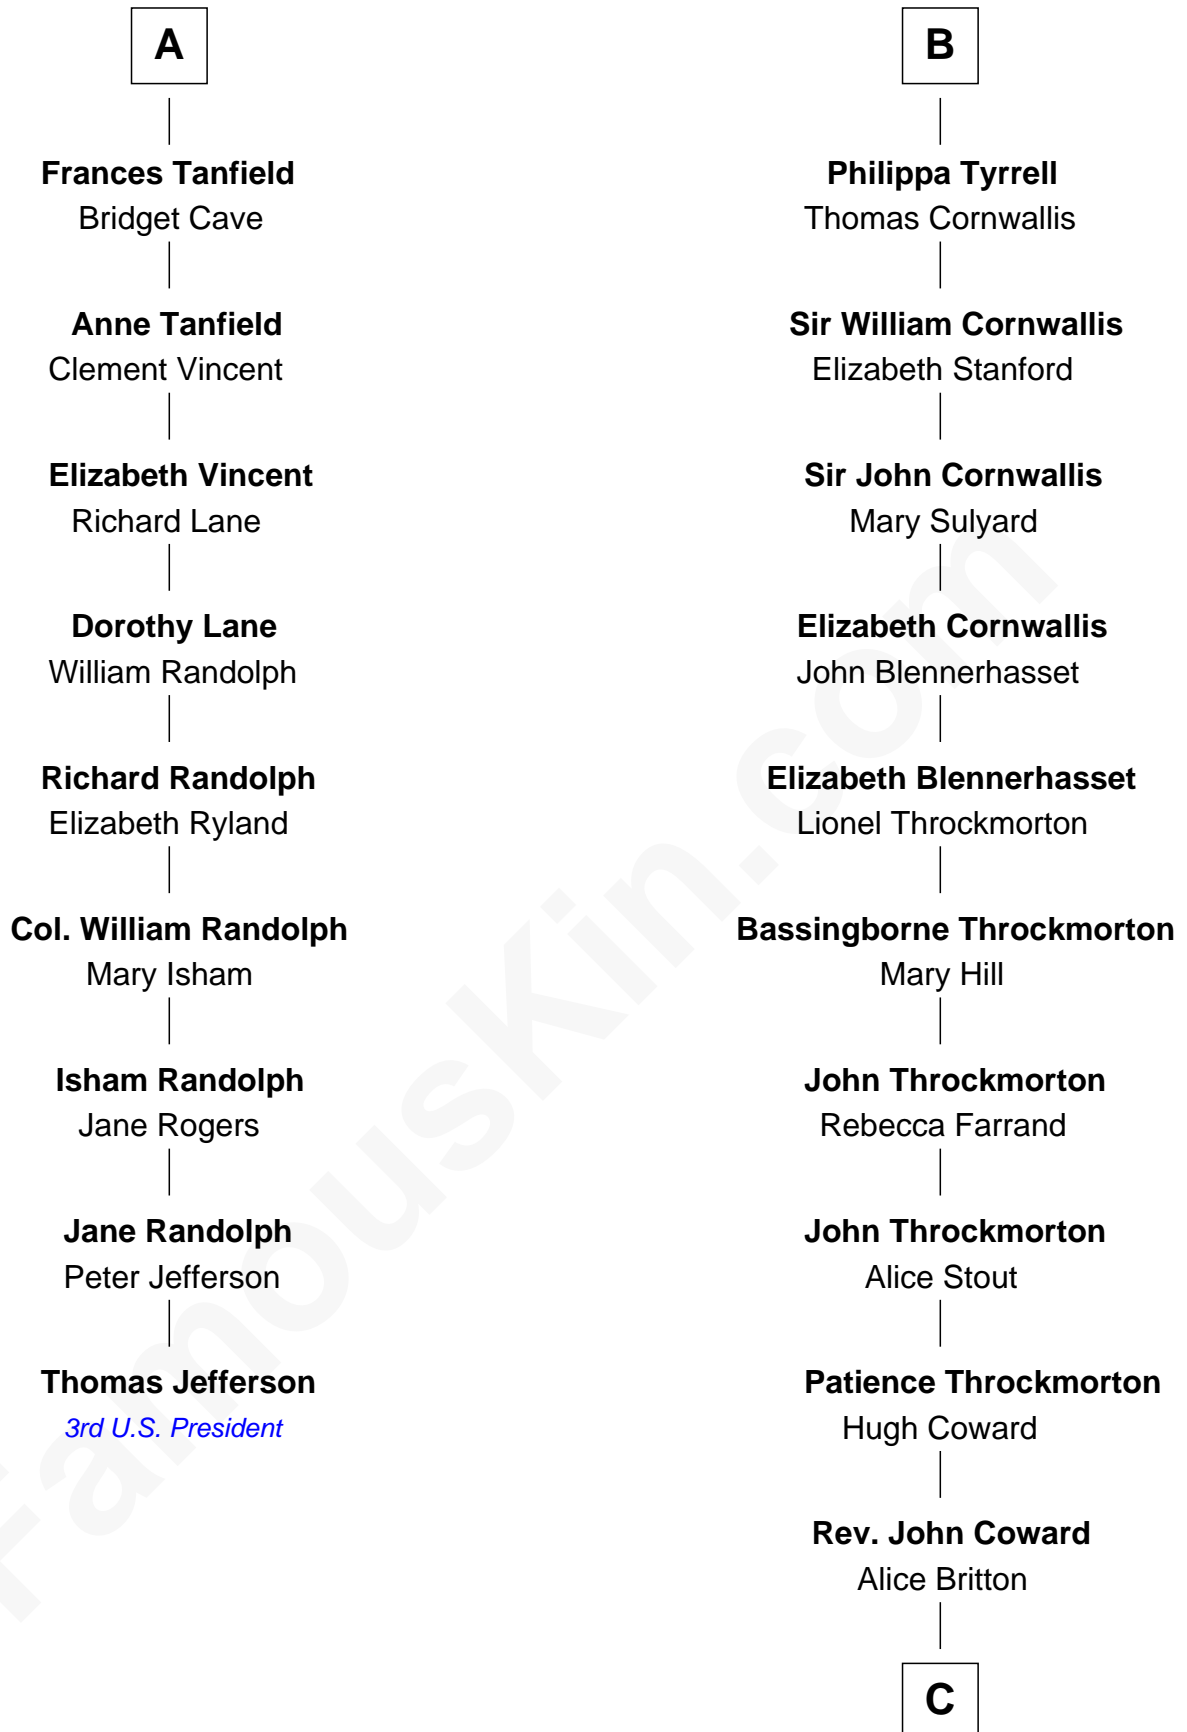 A
Frances Tanfield
Bridget Cave
Anne Tanfield
Clement Vincent
Elizabeth Vincent
Richard Lane
Dorothy Lane
William Randolph
Richard Randolph
Elizabeth Ryland
Col. William Randolph
Mary Isham
Isham Randolph
Jane Rogers
Jane Randolph
Peter Jefferson
Thomas Jefferson
3rd U.S. President
B
Philippa Tyrrell
Thomas Cornwallis
Sir William Cornwallis
Elizabeth Stanford
Sir John Cornwallis
Mary Sulyard
Elizabeth Cornwallis
John Blennerhasset
Elizabeth Blennerhasset
Lionel Throckmorton
Bassingborne Throckmorton
Mary Hill
John Throckmorton
Rebecca Farrand
John Throckmorton
Alice Stout
Patience Throckmorton
Hugh Coward
Rev. John Coward
Alice Britton
C
FamousKin.com